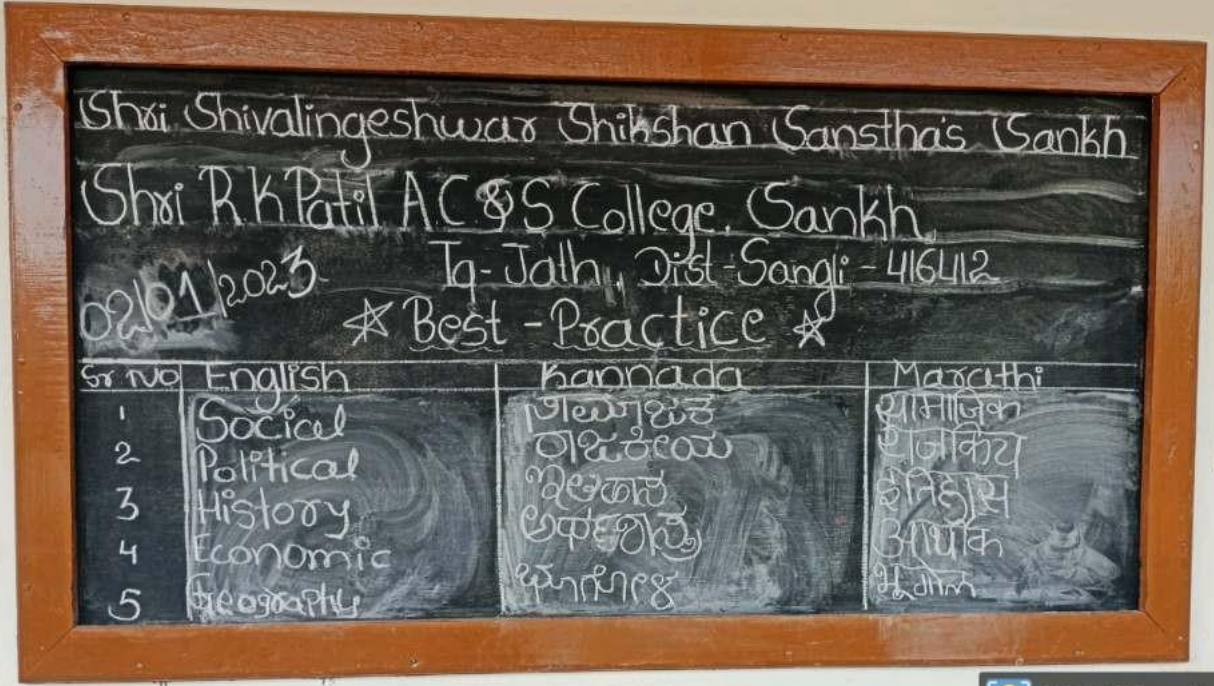 Shri Shivalingeshwar Shikshan Sanstha's Sankh
Shri R.K Patil A.C.&S College, Sankh,
Tq-Jath, Dist-Sangli-416412
02/01/2023
☆ Best - Practice ☆
Sr No English Kannada Marathi
1 Social ಸಾಮಾಜಿಕ सामाजिक
2 Political ರಾಜಕೀಯ राजकिय
3 History ಇತಿಹಾಸ इतिहास
4 Economic ಅರ್ಥಶಾಸ್ತ್ರ आर्थीक
5 Geography ಭೂಗೋಳ भूगोल